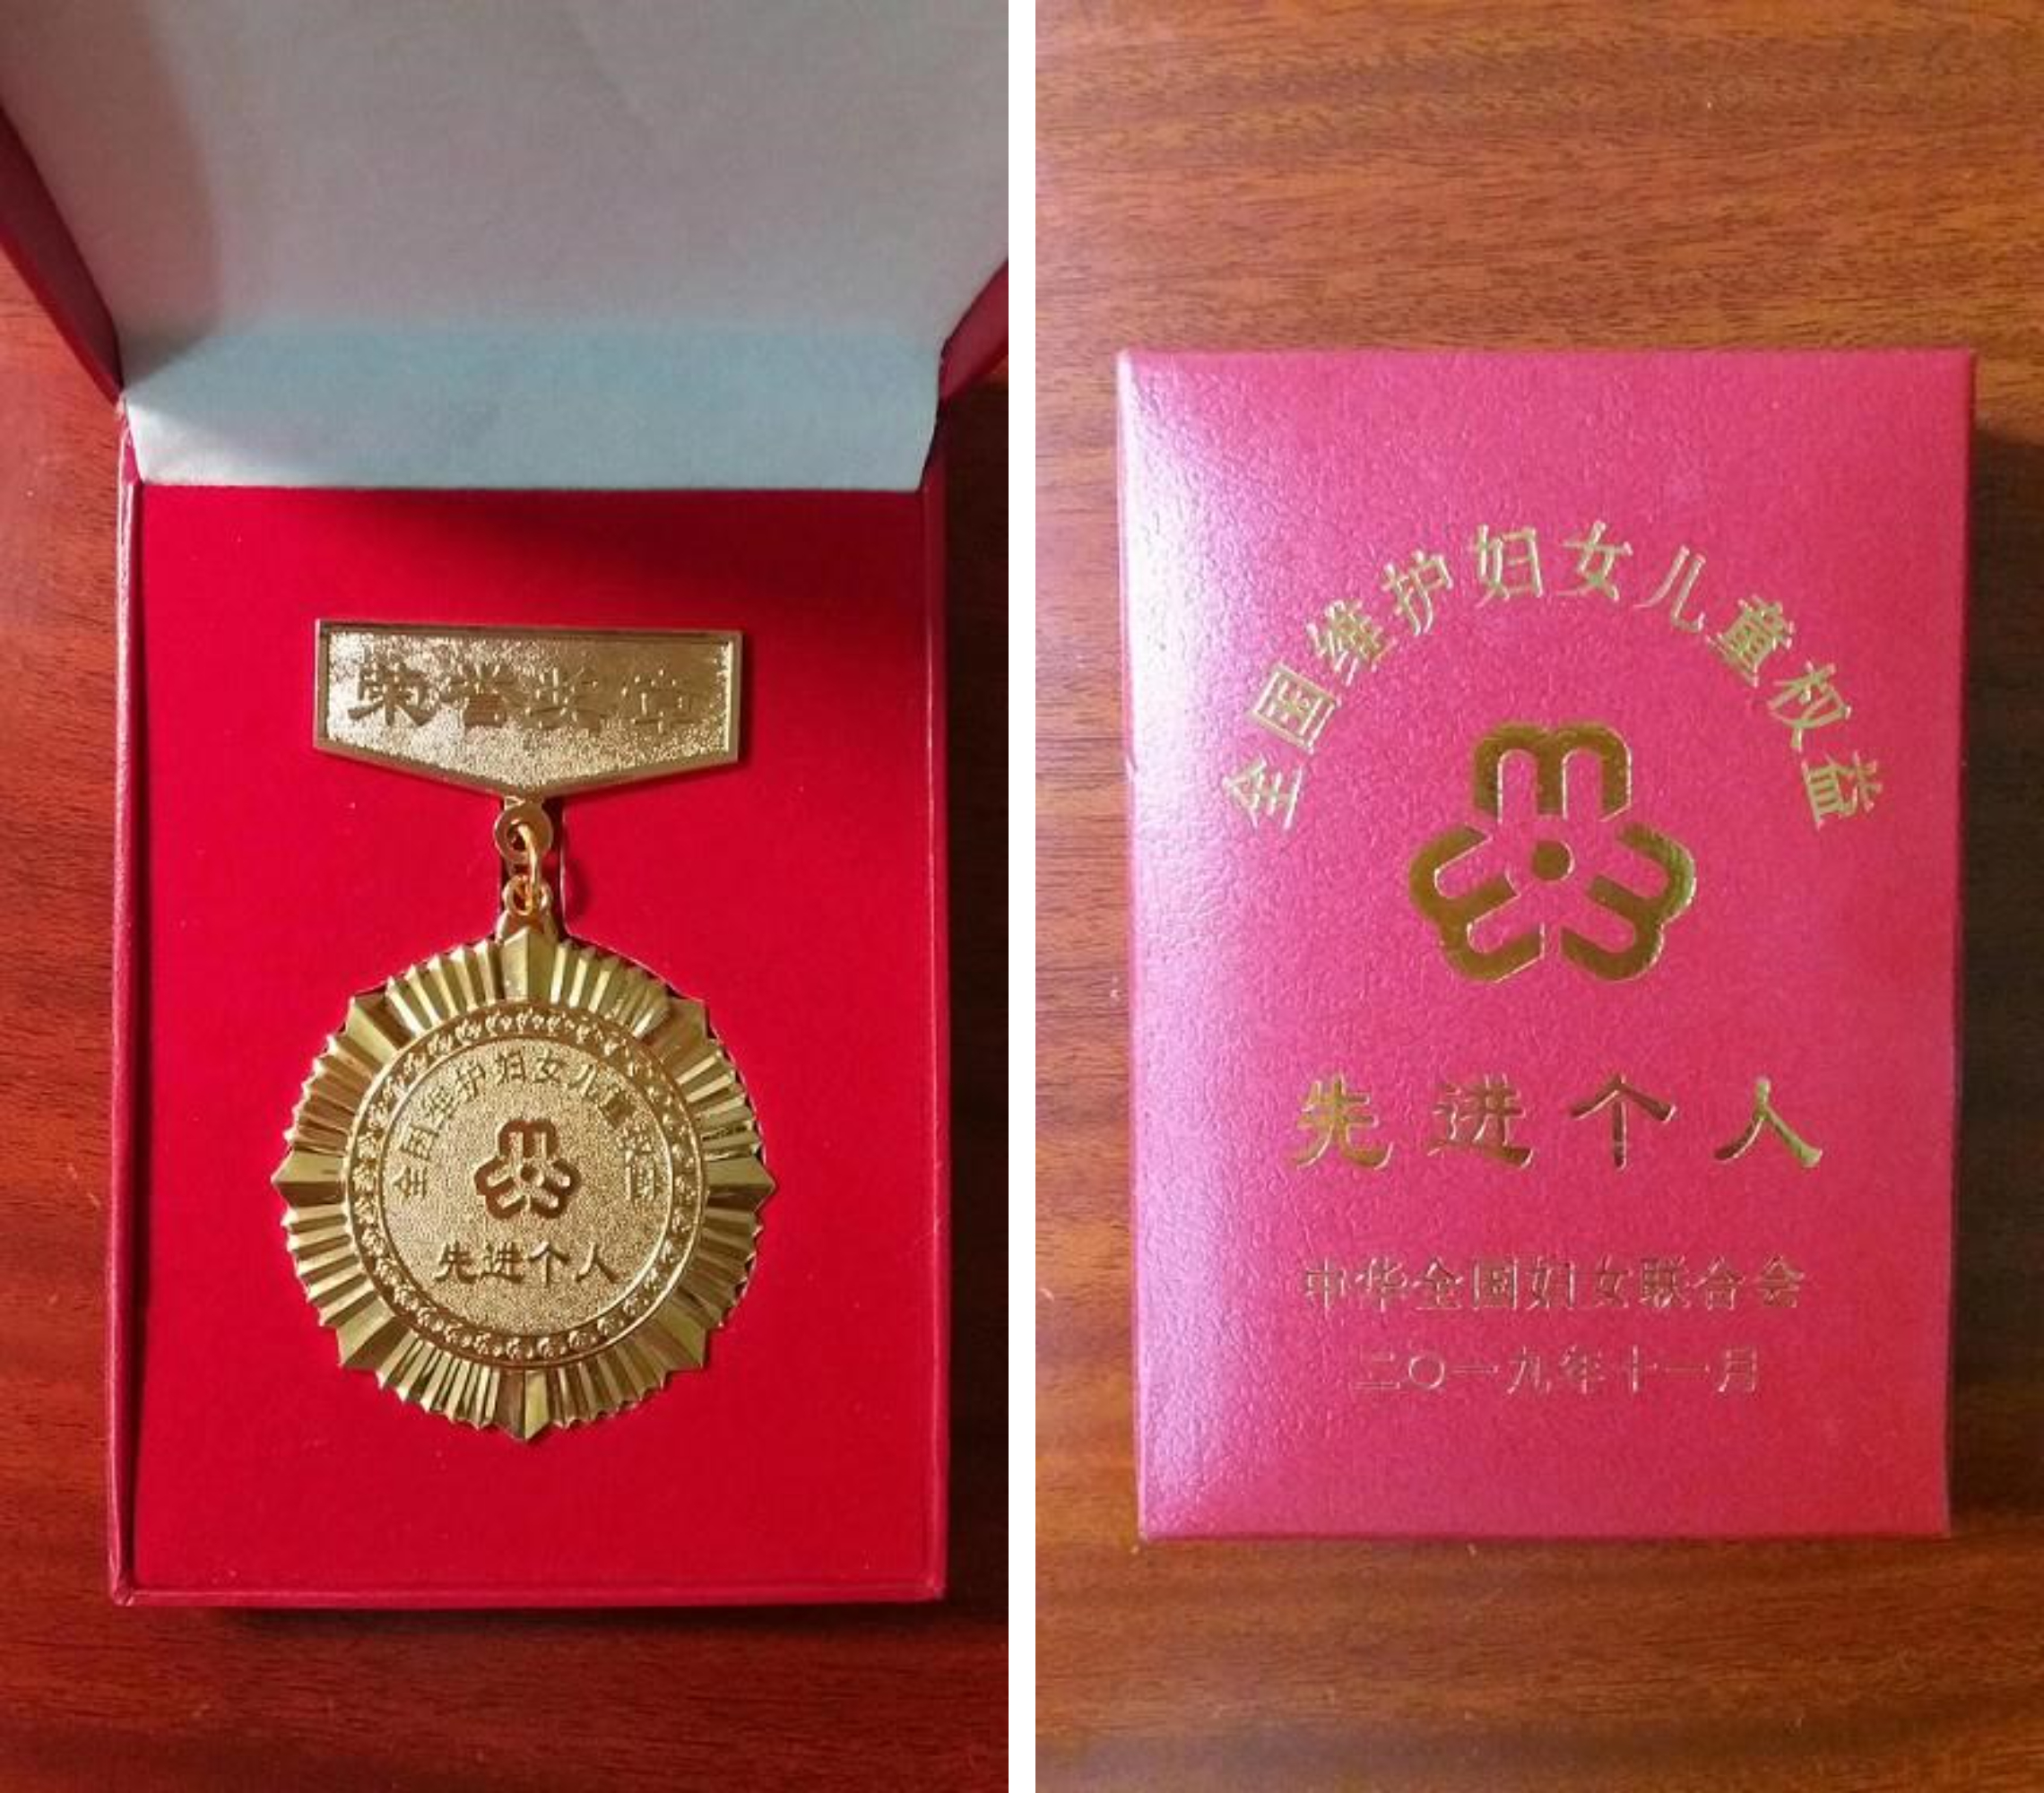 荣誉奖章
全国维护妇女儿童权益
先进个人
全国维护妇女儿童权益
先进个人
中华全国妇女联合会
二〇一九年十一月